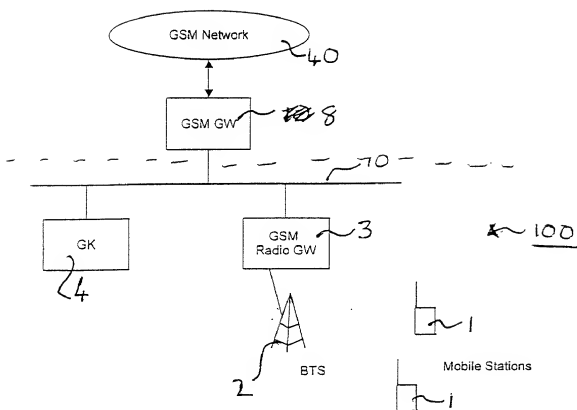 GSM Network
40
GSM GW
8
70
GK
GSM
Radio GW
3
100
4
1
2
BTS
Mobile Stations
1